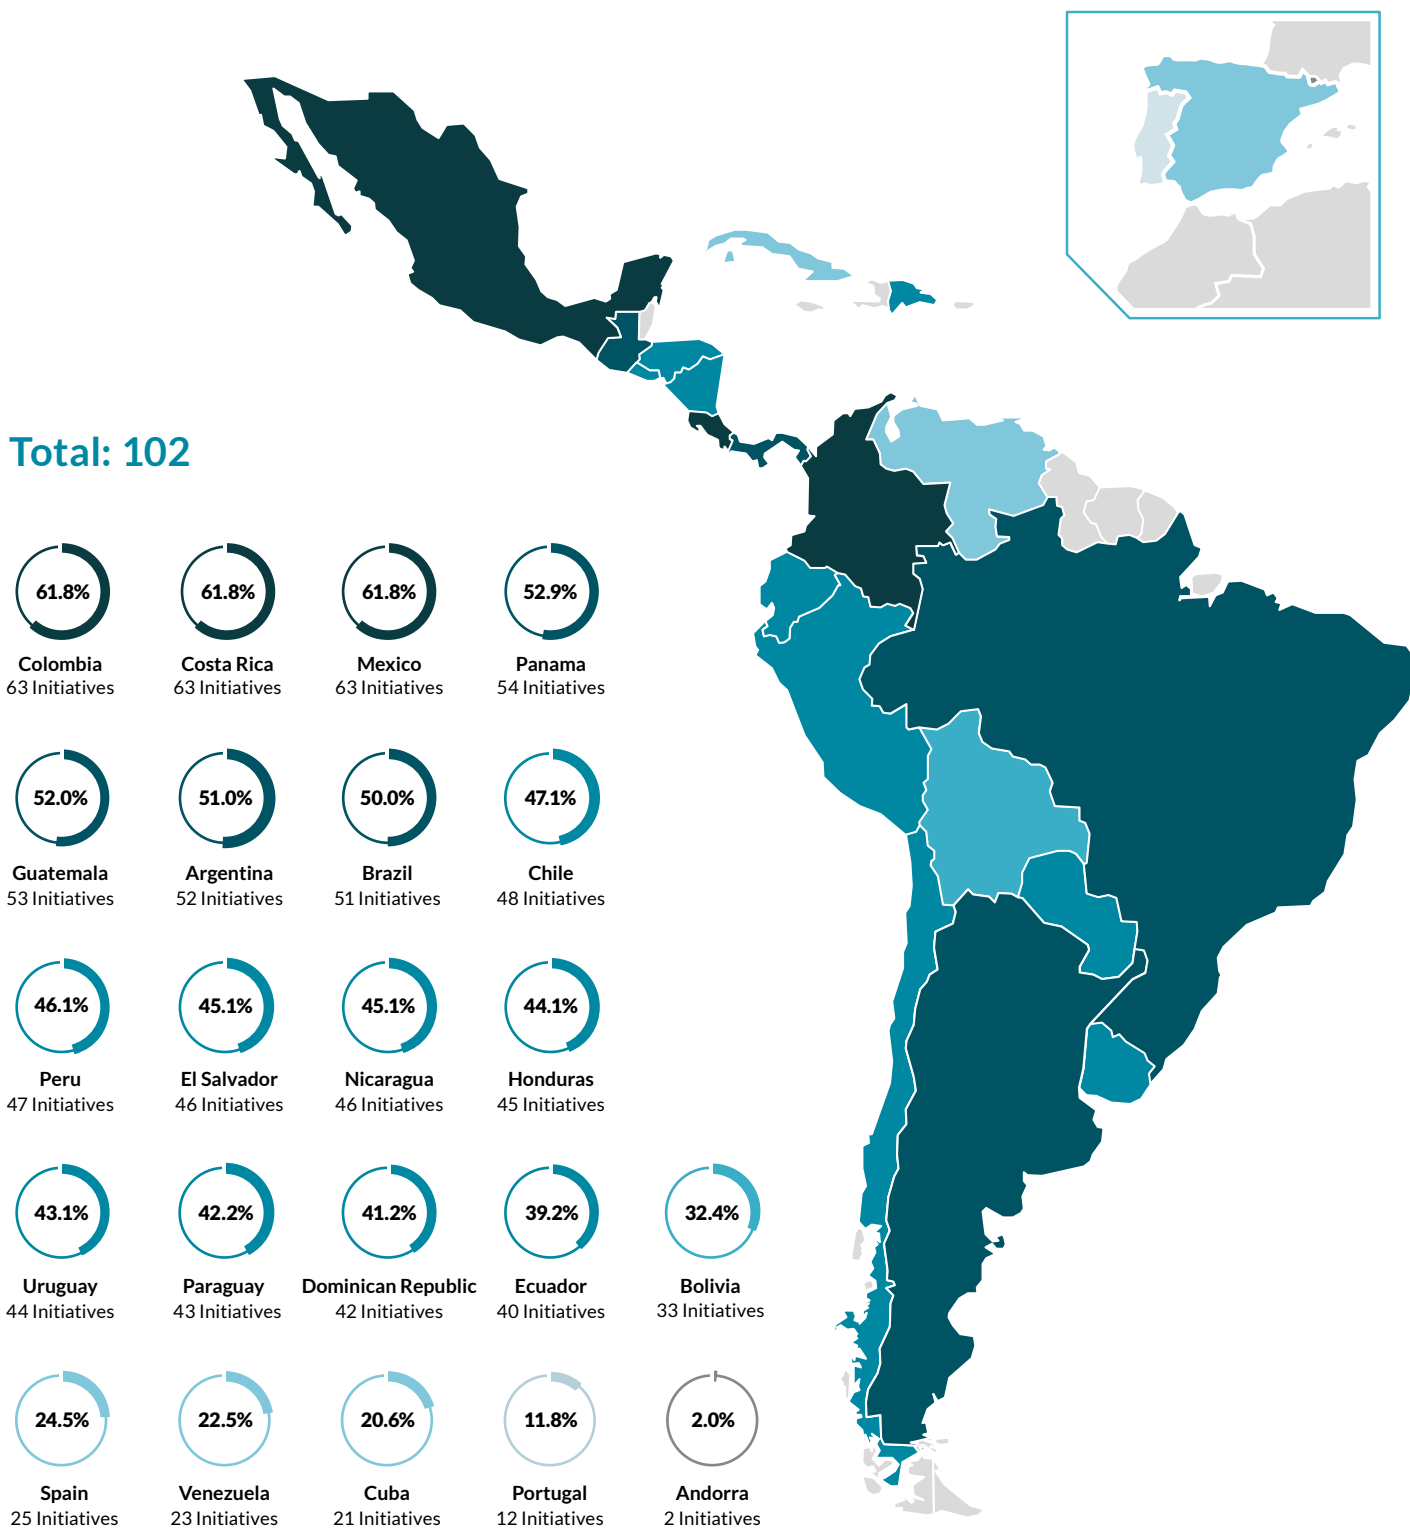 Total: 102
61.8%
61.8%
61.8%
52.9%
Colombia
Costa Rica
Mexico
Panama
63 Initiatives
63 Initiatives
63 Initiatives
54 Initiatives
52.0%
51.0%
50.0%
47.1%
Guatemala
Argentina
Brazil
Chile
53 Initiatives
52 Initiatives
51 Initiatives
48 Initiatives
46.1%
45.1%
45.1%
44.1%
Peru
El Salvador
Nicaragua
Honduras
47 Initiatives
46 Initiatives
46 Initiatives
45 Initiatives
43.1%
42.2%
41.2%
39.2%
32.4%
Uruguay
Paraguay
Dominican Republic
Ecuador
Bolivia
44 Initiatives
43 Initiatives
42 Initiatives
40 Initiatives
33 Initiatives
24.5%
22.5%
20.6%
11.8%
2.0%
Spain
Venezuela
Cuba
Portugal
Andorra
25 Initiatives
23 Initiatives
21 Initiatives
12 Initiatives
2 Initiatives